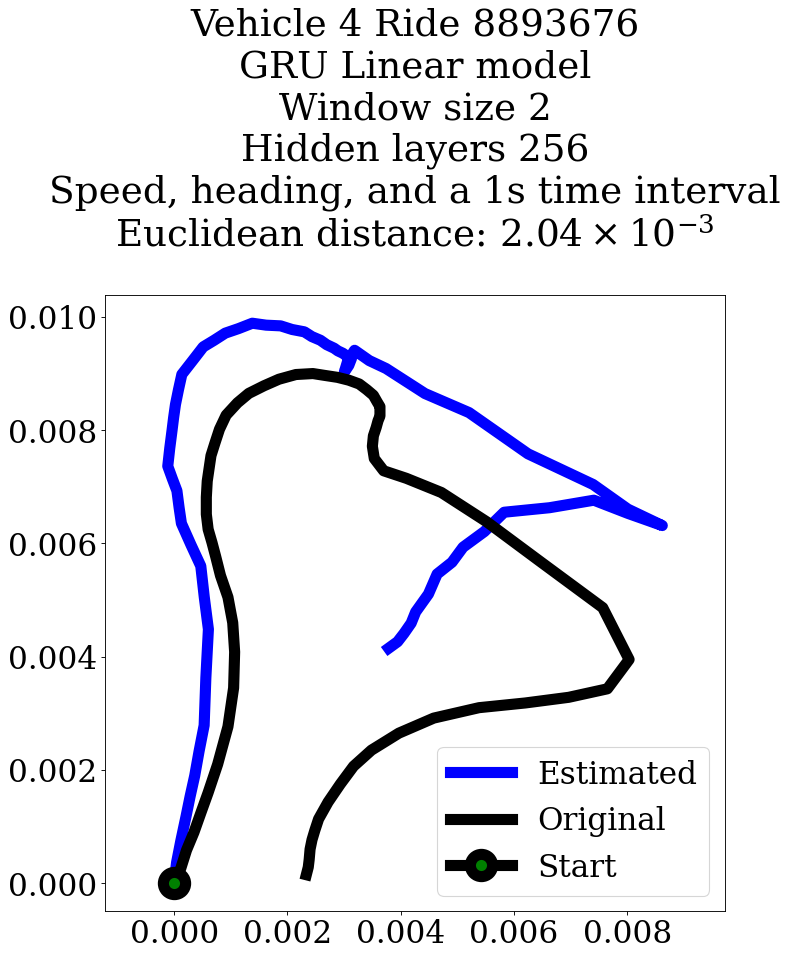 Vehicle 4 Ride 8893676
GRU Linear model
Window size 2
Hidden layers 256
Speed, heading, and a 1s time interval
Euclidean distance: 2.04 × 10⁻³
0.010
0.008
0.006
0.004
0.002
0.000
Estimated
Original
Start
0.000 0.002 0.004 0.006 0.008